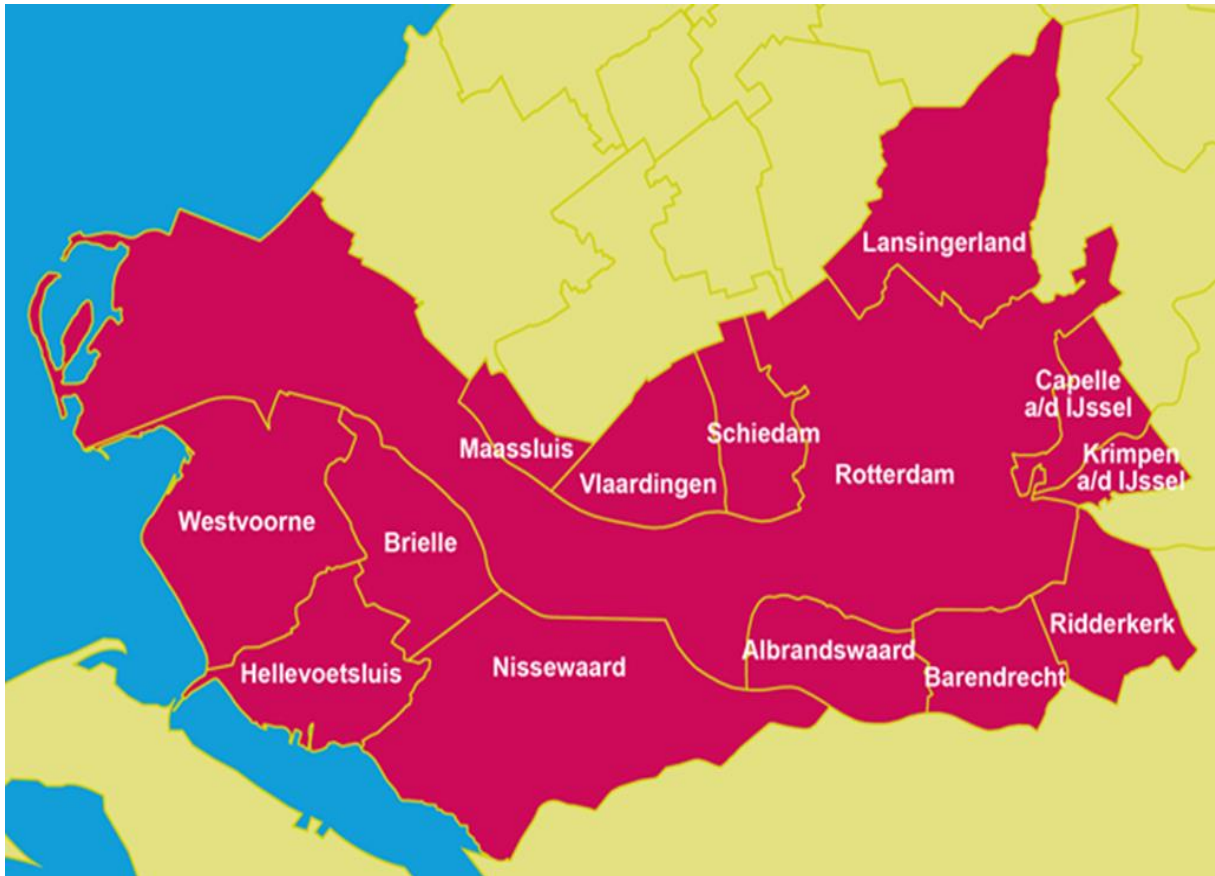 Lansingerland
Capelle
a/d IJssel
Maassluis
Schiedam
Vlaardingen
Rotterdam
Krimpen
a/d IJssel
Westvoorne
Brielle
Hellevoetsluis
Nissewaard
Albrandswaard
Barendrecht
Ridderkerk